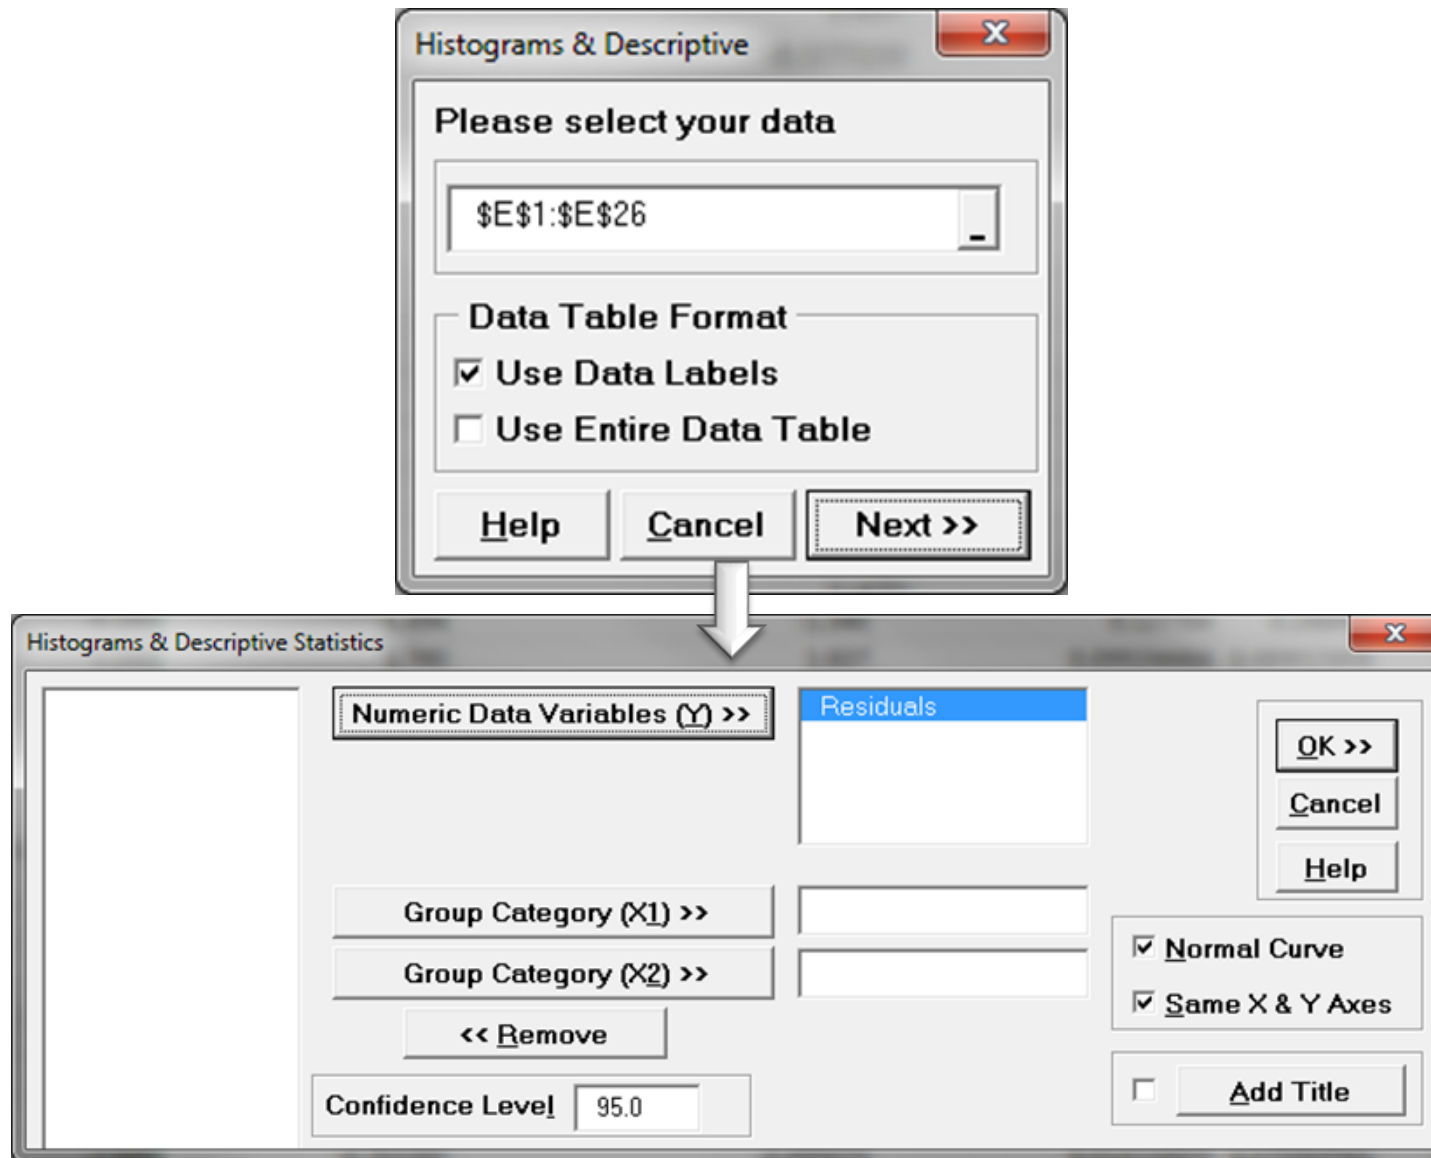 Histograms & Descriptive
Please select your data
$E$1:$E$26
Data Table Format
Use Data Labels
Use Entire Data Table
Help Cancel Next >>
Histograms & Descriptive Statistics
Numeric Data Variables (Y) >>
Residuals
OK >>
Cancel
Help
Group Category (X1) >>
Group Category (X2) >>
<< Remove
Normal Curve
Same X & Y Axes
Confidence Level 95.0
Add Title